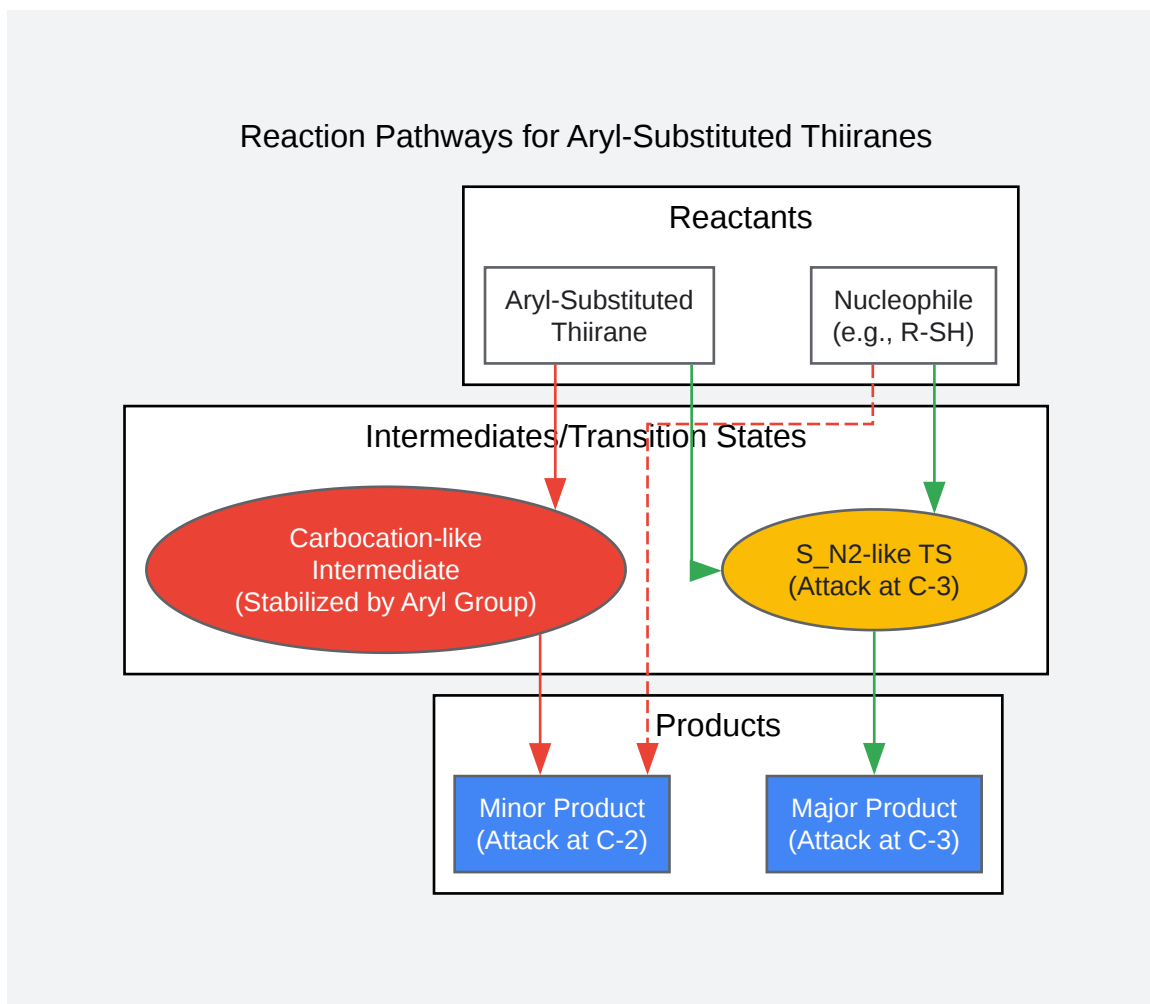 Reaction Pathways for Aryl-Substituted Thiiranes
Reactants
Aryl-Substituted
Thiirane
Nucleophile
(e.g., R-SH)
Intermediates/Transition States
Carbocation-like
Intermediate
(Stabilized by Aryl Group)
S_N2-like TS
(Attack at C-3)
Products
Minor Product
(Attack at C-2)
Major Product
(Attack at C-3)